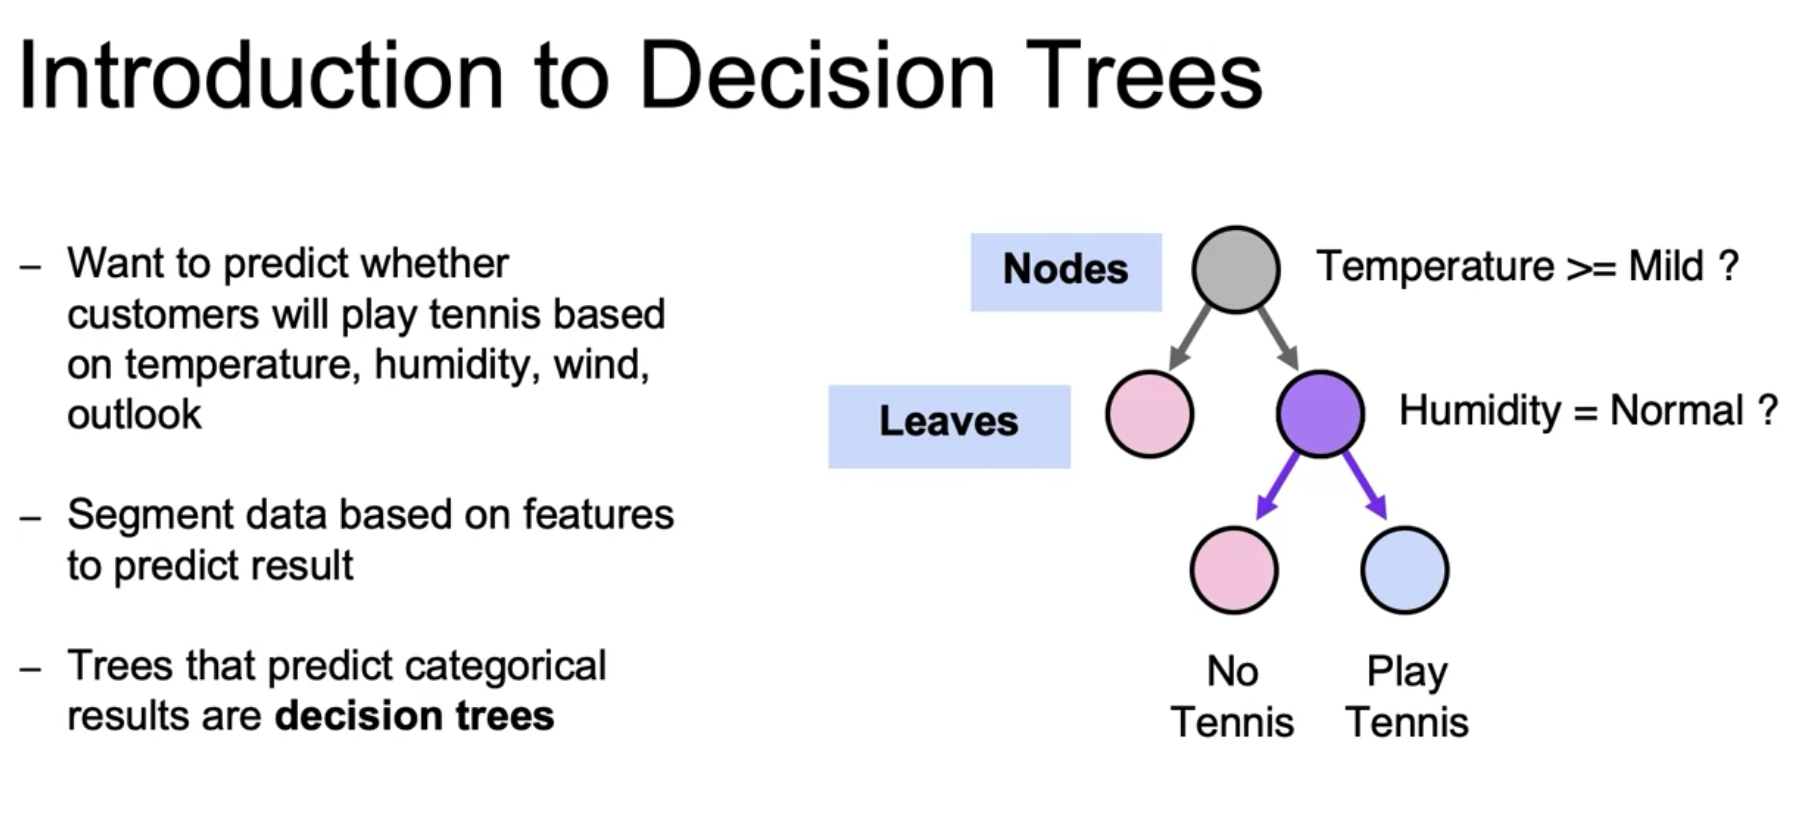 Introduction to Decision Trees
– Want to predict whether
customers will play tennis based
on temperature, humidity, wind,
outlook
– Segment data based on features
to predict result
– Trees that predict categorical
results are decision trees
Nodes
Temperature >= Mild ?
Leaves
Humidity = Normal ?
No
Tennis
Play
Tennis